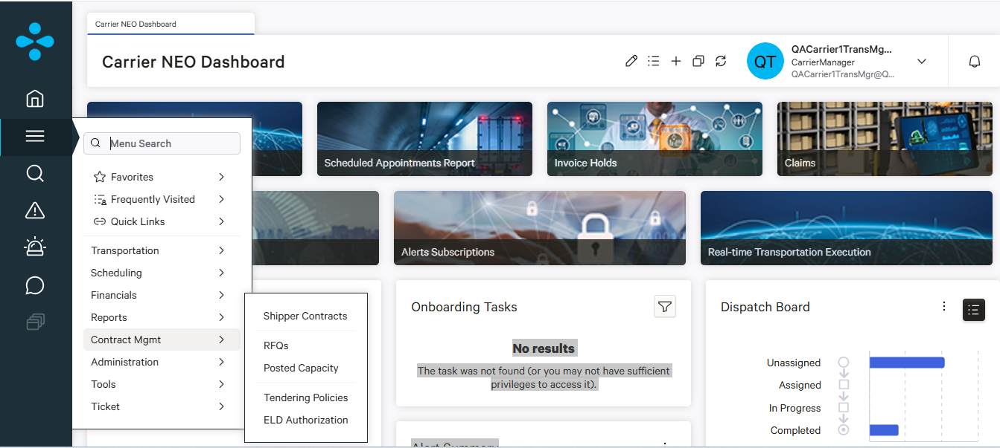 Carrier NEO Dashboard
Carrier NEO Dashboard
QT
QACarrier1TransMg...
CarrierManager
QACarrier1TransMgr@Q...
Menu Search
Favorites
Frequently Visited
Quick Links
Transportation
Scheduling
Financials
Reports
Contract Mgmt
Administration
Tools
Ticket
Shipper Contracts
RFQs
Posted Capacity
Tendering Policies
ELD Authorization
Scheduled Appointments Report
Invoice Holds
Claims
Alerts Subscriptions
Real-time Transportation Execution
Onboarding Tasks
No results
The task was not found (or you may not have sufficient
privileges to access it).
Alert Summary
Dispatch Board
Unassigned
Assigned
In Progress
Completed